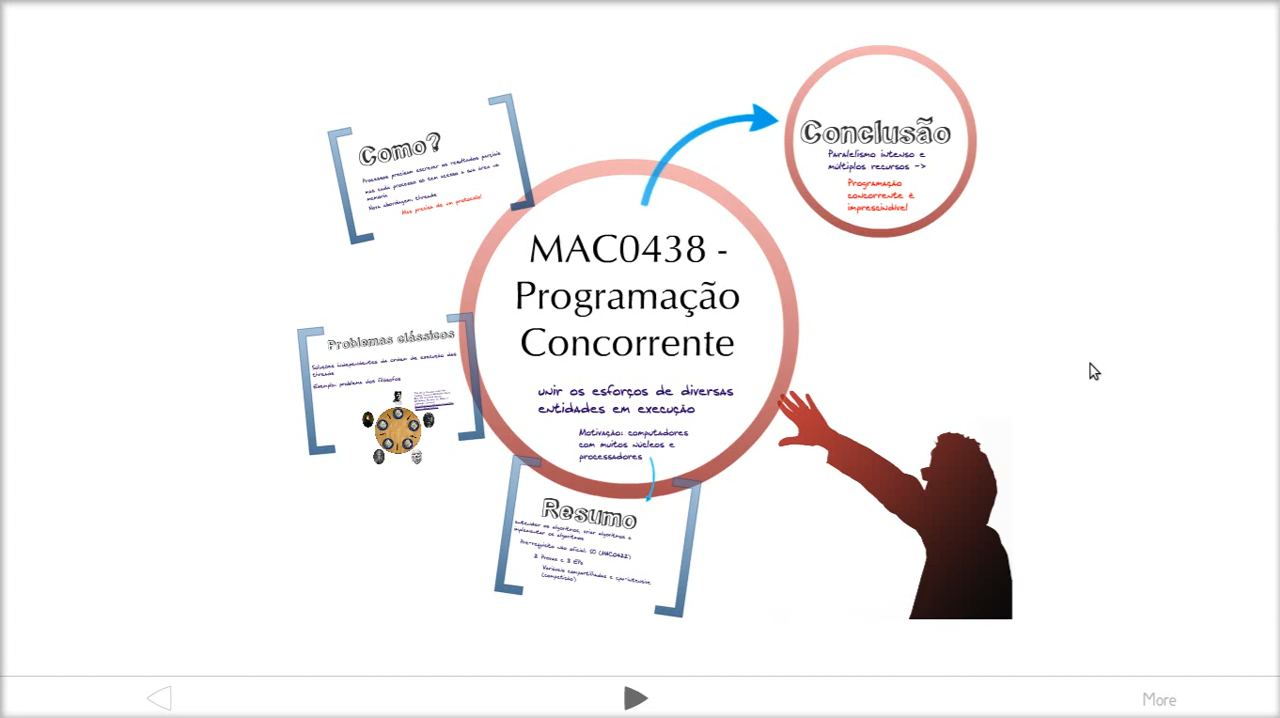 Como?
Processos precisam escrever os resultados parciais
mas cada processo só tem acesso a sua área na
memória
Nova abordagem: threads
Mas precisa de um protocolo!
Conclusão
Paralelismo intenso e
múltiplos recursos ->
Programação
concorrente é
imprescindível
MAC0438 -
Programação
Concorrente
unir os esforços de diversas
entidades em execução
Motivação: computadores
com muitos núcleos e
processadores
Problemas clássicos
Soluções independentes da ordem de execução das
threads
Exemplo: problema dos filósofos
Resumo
entender os algoritmos, criar algoritmos e
implementar os algoritmos
Pré-requisito não oficial: SO (MAC0422)
2 Provas e 3 EPs
Variáveis compartilhadas e cpu-intensive
(competição)
More